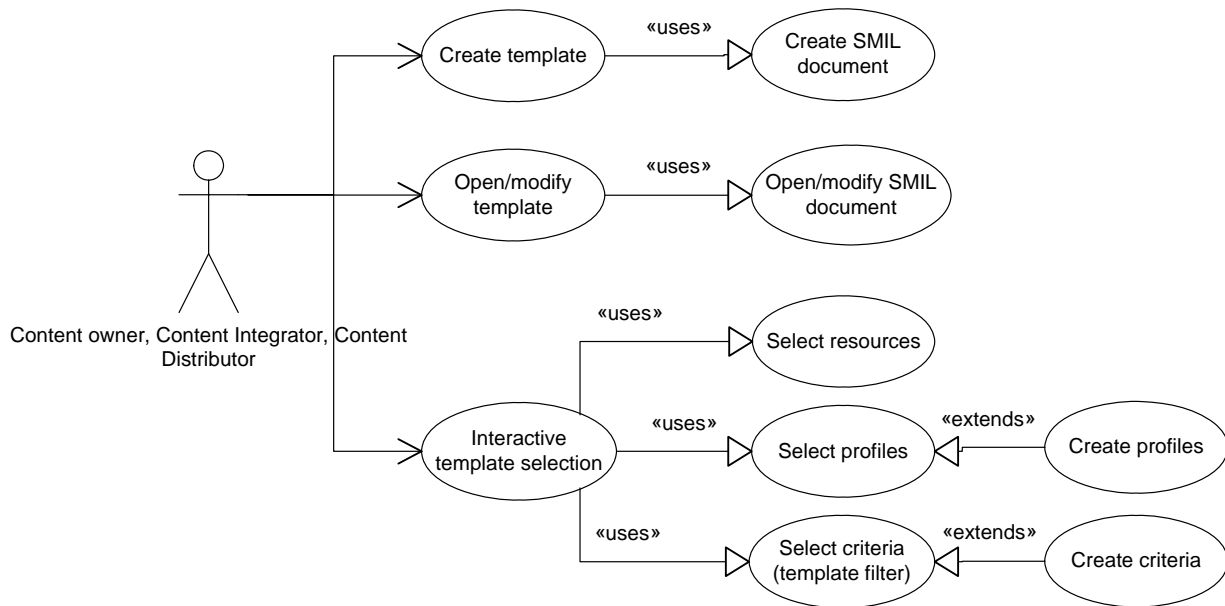 «uses»
Create template
Create SMIL
document
«uses»
Open/modify
template
Open/modify SMIL
document
Content owner, Content Integrator, Content
Distributor
«uses»
Select resources
Interactive
template selection
«uses»
Select profiles
«extends»
Create profiles
«uses»
Select criteria
(template filter)
«extends»
Create criteria